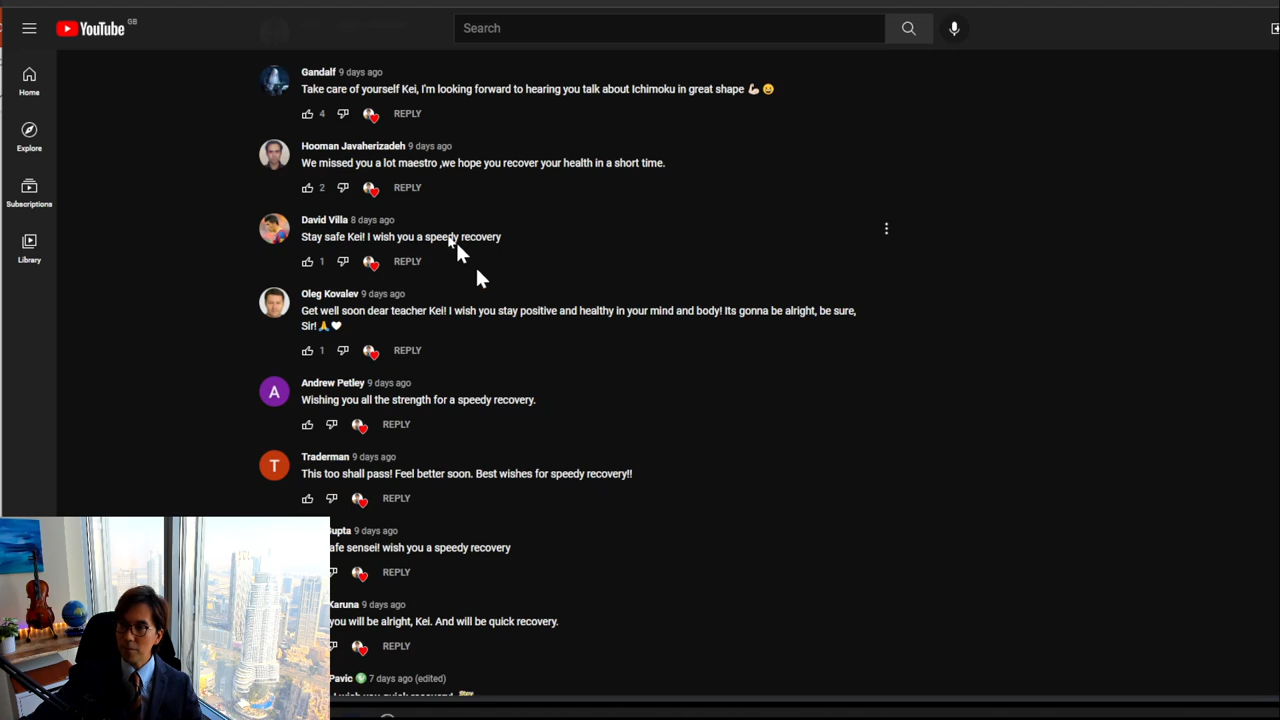 YouTube GB
Search
Home
Explore
Subscriptions
Library
Gandalf 9 days ago
Take care of yourself Kei, I'm looking forward to hearing you talk about Ichimoku in great shape 💪🏻 😀
4 REPLY
Hooman Javaherizadeh 9 days ago
We missed you a lot maestro ,we hope you recover your health in a short time.
2 REPLY
David Villa 8 days ago
Stay safe Kei! I wish you a speedy recovery
1 REPLY
Oleg Kovalev 9 days ago
Get well soon dear teacher Kei! I wish you stay positive and healthy in your mind and body! Its gonna be alright, be sure,
Sir!🙏🤍
1 REPLY
A
Andrew Petley 9 days ago
Wishing you all the strength for a speedy recovery.
REPLY
T
Traderman 9 days ago
This too shall pass! Feel better soon. Best wishes for speedy recovery!!
REPLY
9 days ago
sensei! wish you a speedy recovery
REPLY
Karuna 9 days ago
you will be alright, Kei. And will be quick recovery.
REPLY
Pavic 7 days ago (edited)
I wish you quick recovery!